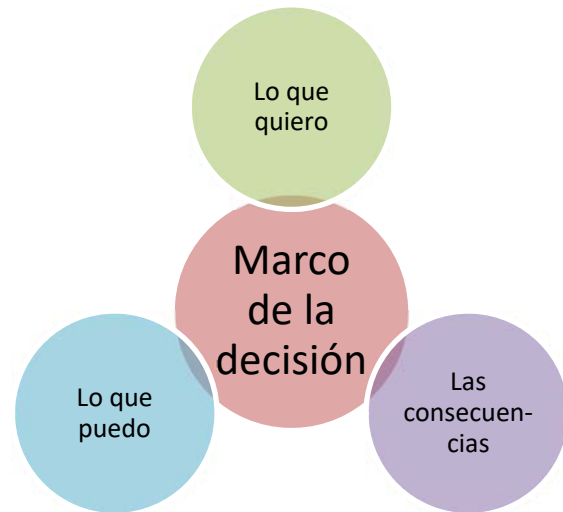 Lo que
quiero
Marco
de la
decisión
Lo que
puedo
Las
consecuen-
cias